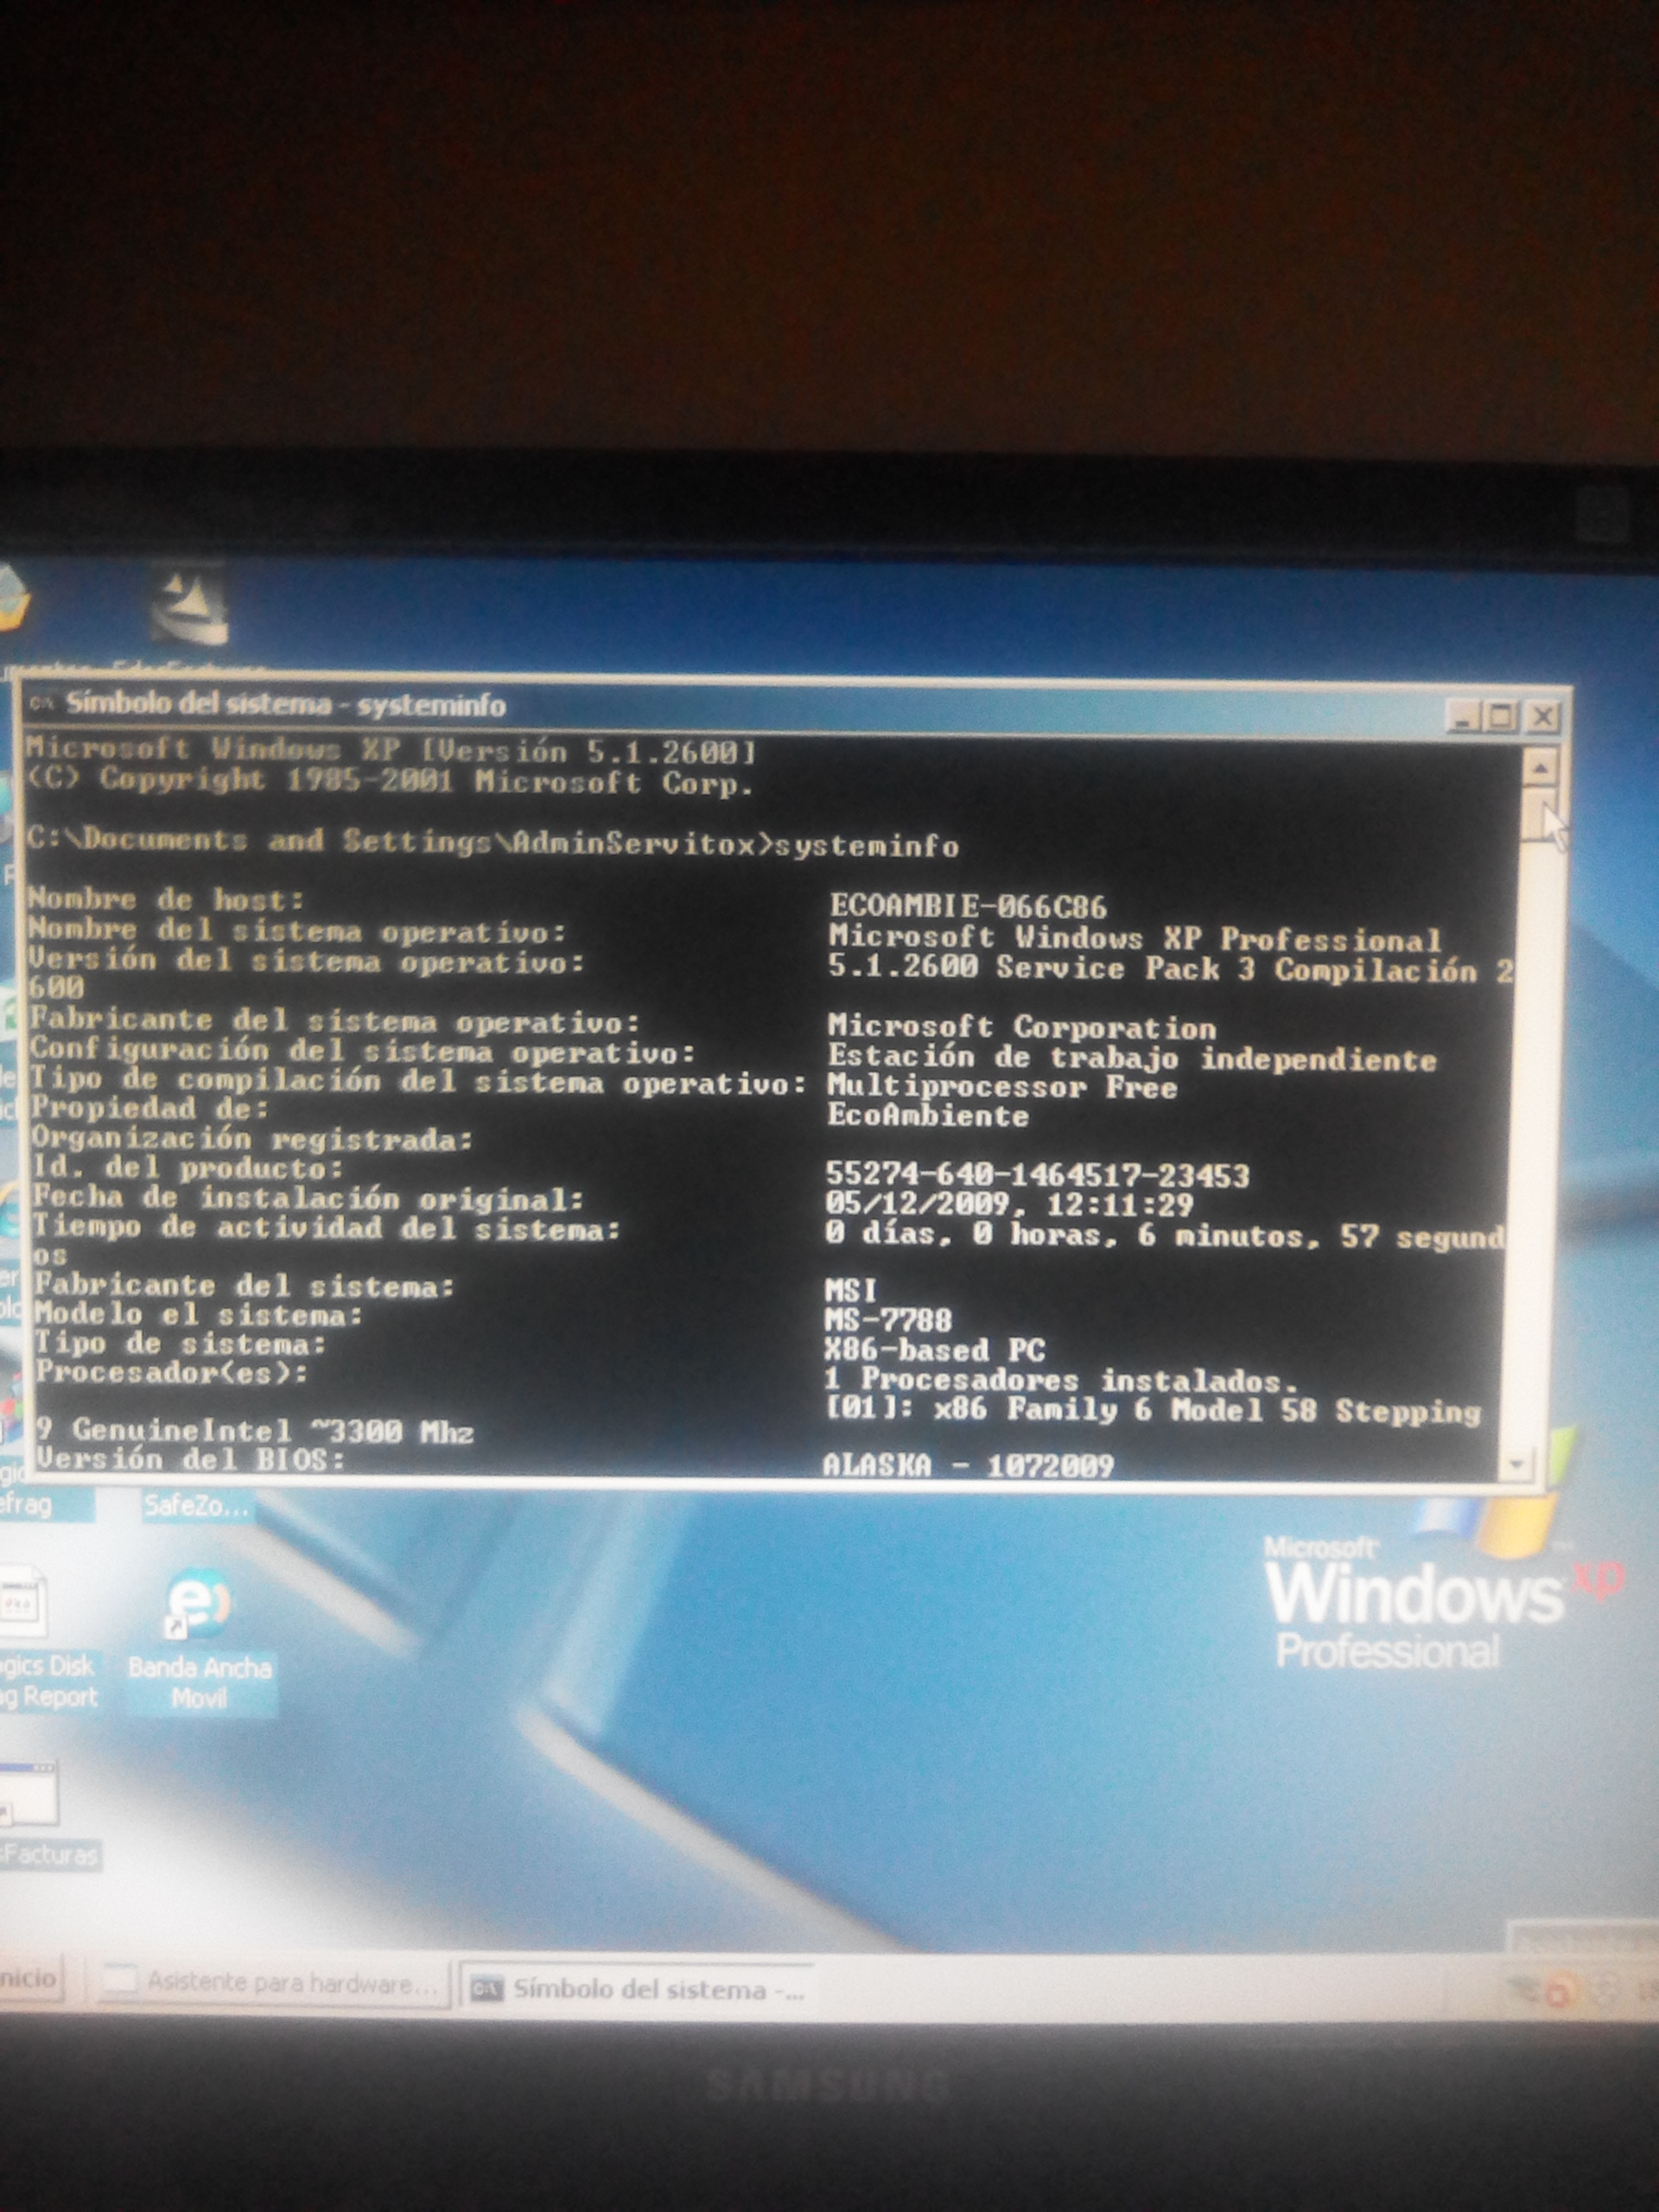 Símbolo del sistema - systeminfo
Microsoft Windows XP [Versión 5.1.2600]
(C) Copyright 1985-2001 Microsoft Corp.
C:\Documents and Settings\AdminServitox>systeminfo
Nombre de host: ECOAMBIE-066C86
Nombre del sistema operativo: Microsoft Windows XP Professional
Versión del sistema operativo: 5.1.2600 Service Pack 3 Compilación 2
600
Fabricante del sistema operativo: Microsoft Corporation
Configuración del sistema operativo: Estación de trabajo independiente
Tipo de compilación del sistema operativo: Multiprocessor Free
Propiedad de: EcoAmbiente
Organización registrada:
Id. del producto: 55274-640-1464517-23453
Fecha de instalación original: 05/12/2009, 12:11:29
Tiempo de actividad del sistema: 0 días, 0 horas, 6 minutos, 57 segund
os
Fabricante del sistema: MSI
Modelo el sistema: MS-7788
Tipo de sistema: X86-based PC
Procesador(es): 1 Procesadores instalados.
[01]: x86 Family 6 Model 58 Stepping
9 GenuineIntel ~3300 Mhz
Versión del BIOS: ALASKA - 1072009
efrag
SafeZo...
Microsoft
Windows xp
Professional
gics Disk
ag Report
Banda Ancha
Movil
Facturas
nicio
Asistente para hardware...
Símbolo del sistema -...
SAMSUNG